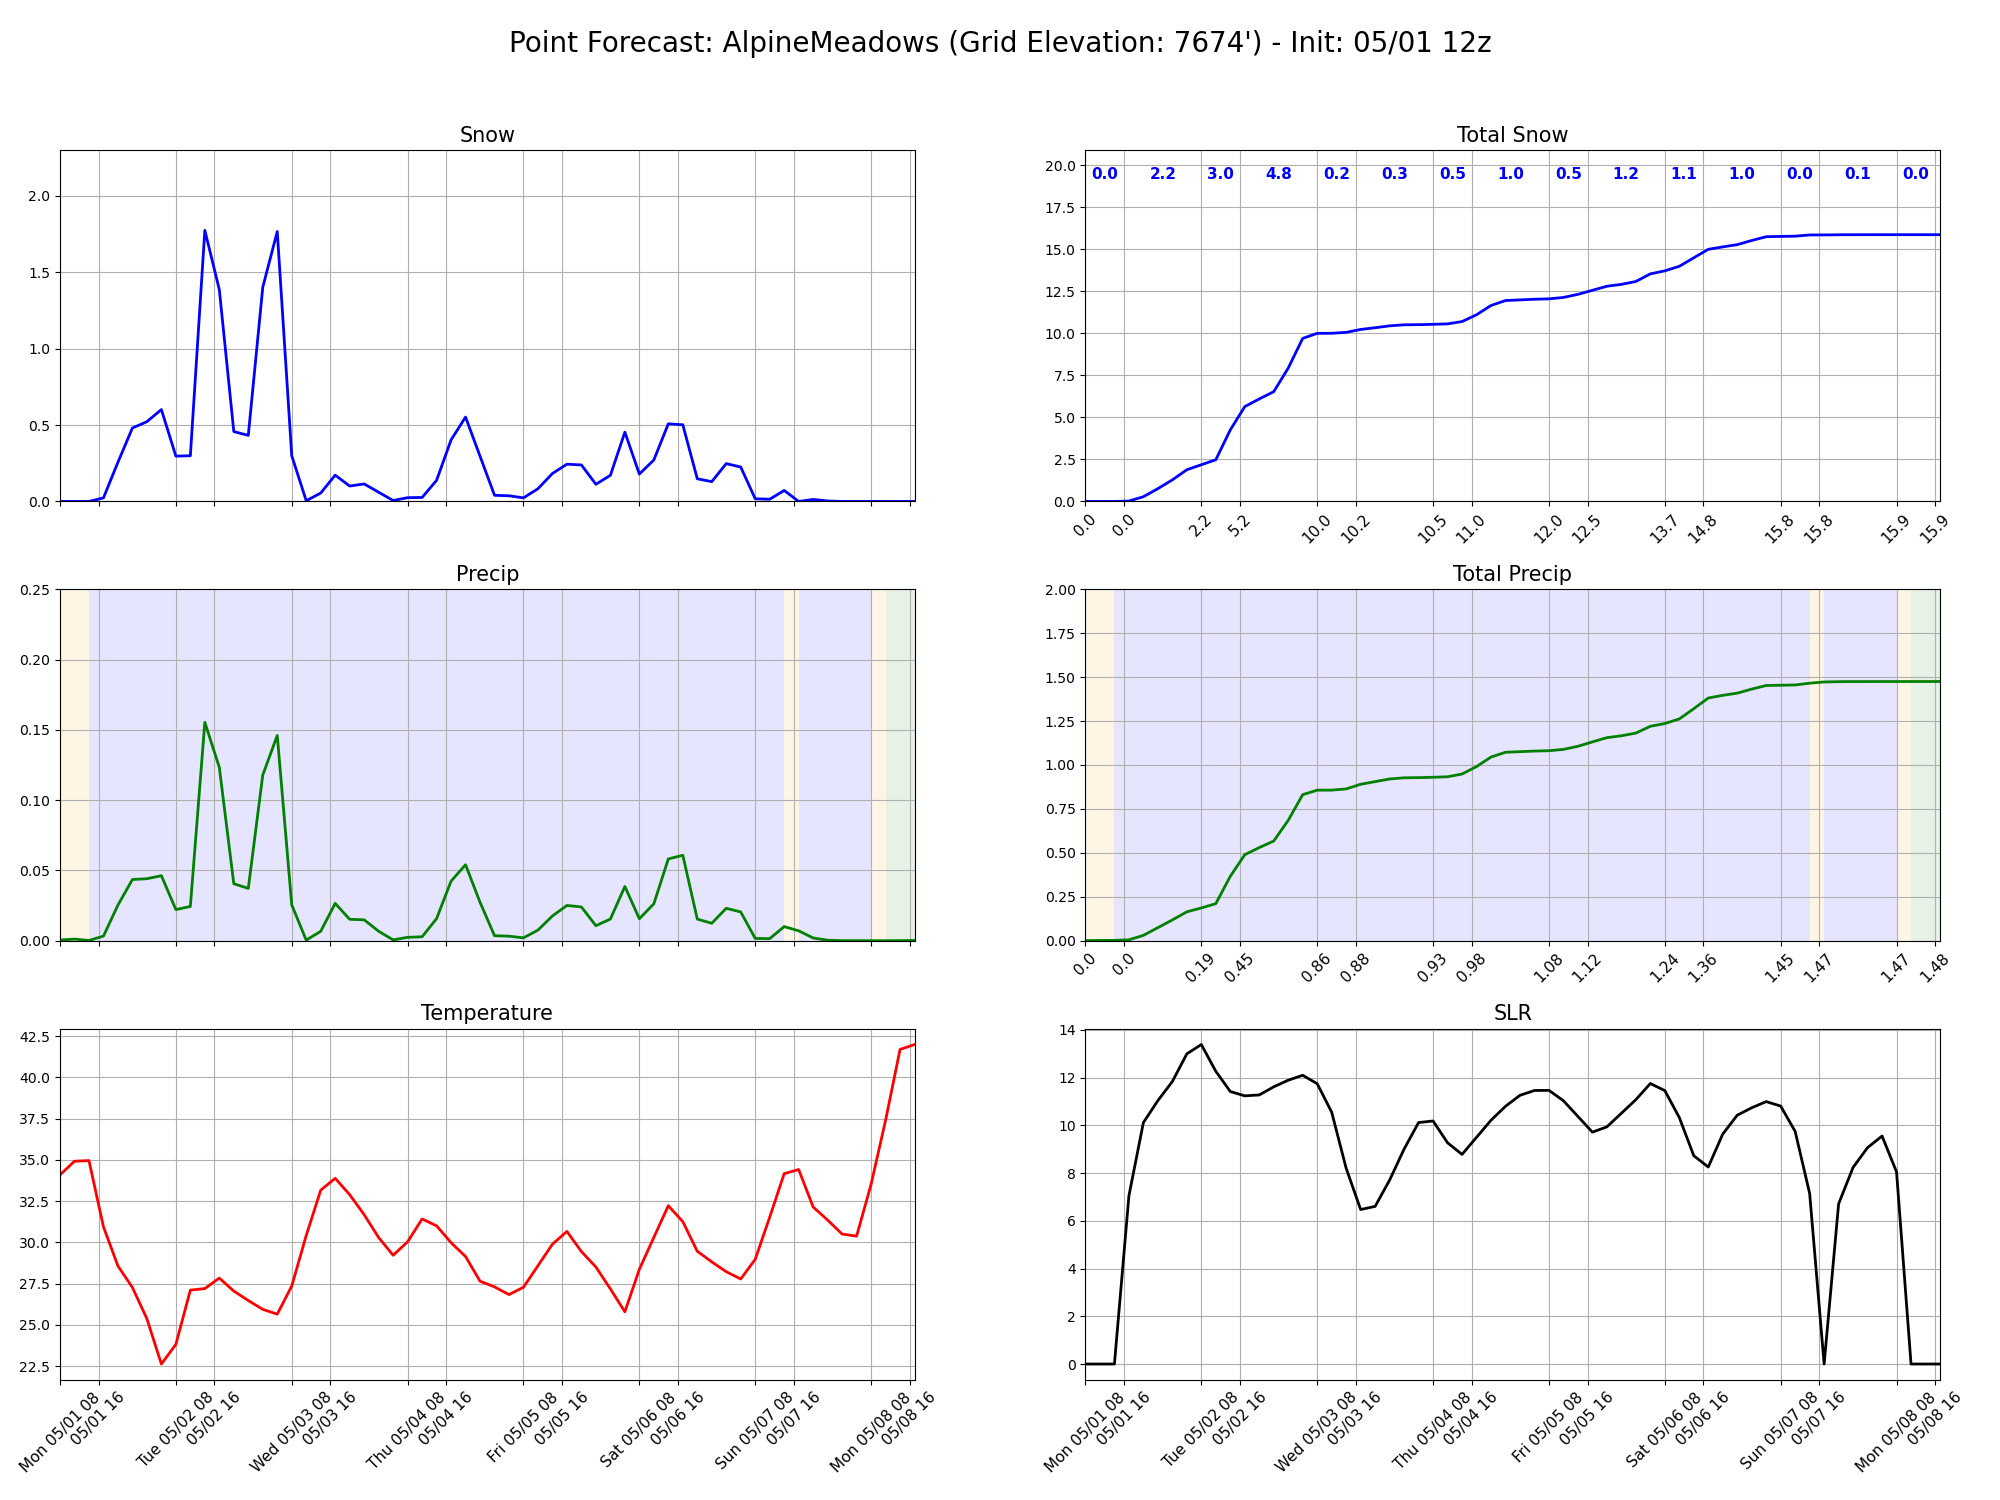 Point Forecast: AlpineMeadows (Grid Elevation: 7674') - Init: 05/01 12z
Snow
2.0
1.5
1.0
0.5
0.0
Total Snow
20.0
17.5
15.0
12.5
10.0
7.5
5.0
2.5
0.0
0.0 2.2 3.0 4.8 0.2 0.3 0.5 1.0 0.5 1.2 1.1 1.0 0.0 0.1 0.0
0.0 0.0 2.2 5.2 10.0 10.2 10.5 11.0 12.0 12.5 13.7 14.8 15.8 15.8 15.9 15.9
Precip
0.25
0.20
0.15
0.10
0.05
0.00
Total Precip
2.00
1.75
1.50
1.25
1.00
0.75
0.50
0.25
0.00
0.0 0.0 0.19 0.45 0.86 0.88 0.93 0.98 1.08 1.12 1.24 1.36 1.45 1.47 1.47 1.48
Temperature
42.5
40.0
37.5
35.0
32.5
30.0
27.5
25.0
22.5
Mon 05/01 08
05/01 16
Tue 05/02 08
05/02 16
Wed 05/03 08
05/03 16
Thu 05/04 08
05/04 16
Fri 05/05 08
05/05 16
Sat 05/06 08
05/06 16
Sun 05/07 08
05/07 16
Mon 05/08 08
05/08 16
SLR
14
12
10
8
6
4
2
0
Mon 05/01 08
05/01 16
Tue 05/02 08
05/02 16
Wed 05/03 08
05/03 16
Thu 05/04 08
05/04 16
Fri 05/05 08
05/05 16
Sat 05/06 08
05/06 16
Sun 05/07 08
05/07 16
Mon 05/08 08
05/08 16